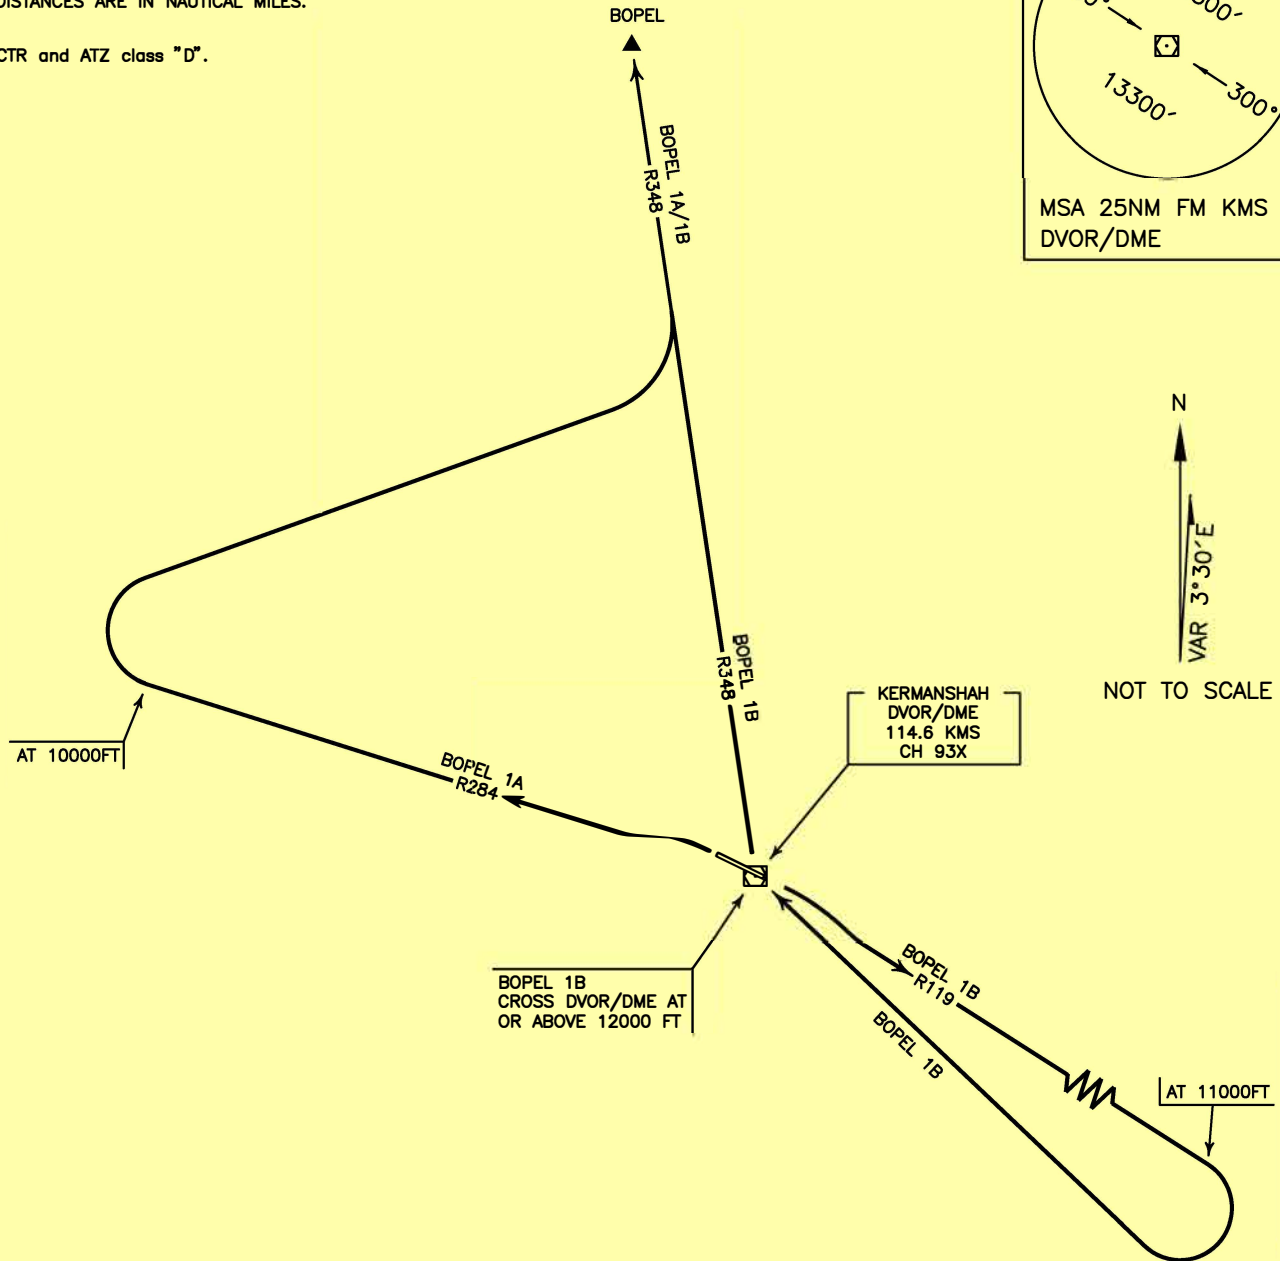 DISTANCES ARE IN NAUTICAL MILES.
CTR and ATZ class "D".
BOPEL
13300′
300°
MSA 25NM FM KMS
DVOR/DME
BOPEL 1A/1B
R348
N
VAR 3°30′E
NOT TO SCALE
BOPEL 1B
R348
KERMANSHAH
DVOR/DME
114.6 KMS
CH 93X
AT 10000FT
BOPEL 1A
R284
BOPEL 1B
CROSS DVOR/DME AT
OR ABOVE 12000 FT
BOPEL 1B
R119
BOPEL 1B
AT 11000FT